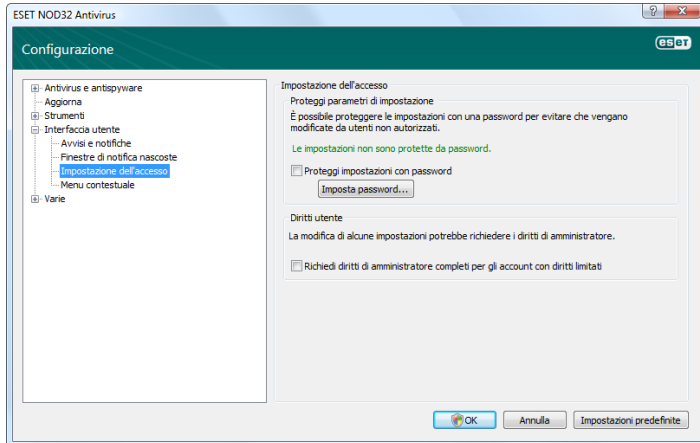 ESET NOD32 Antivirus
Configurazione
eseT
Antivirus e antispyware
Aggiorna
Strumenti
Interfaccia utente
Avvisi e notifiche
Finestre di notifica nascoste
Impostazione dell'accesso
Menu contestuale
Varie
Impostazione dell'accesso
Proteggi parametri di impostazione
È possibile proteggere le impostazioni con una password per evitare che vengano
modificate da utenti non autorizzati.
Le impostazioni non sono protette da password.
Proteggi impostazioni con password
Imposta password...
Diritti utente
La modifica di alcune impostazioni potrebbe richiedere i diritti di amministratore.
Richiedi diritti di amministratore completi per gli account con diritti limitati
OK
Annulla
Impostazioni predefinite